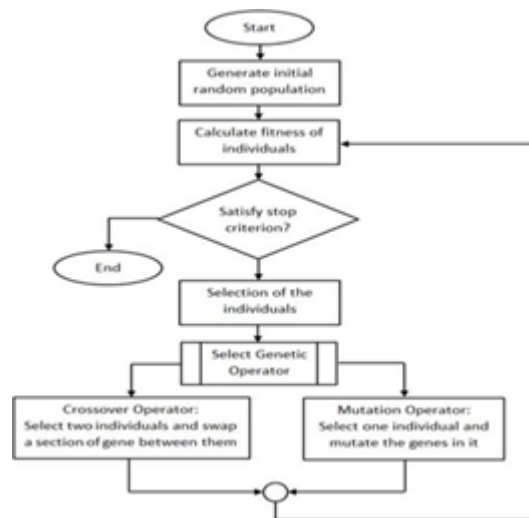 Start
Generate initial
random population
Calculate fitness of
individuals
Satisfy stop
criterion?
End
Selection of the
individuals
Select Genetic
Operator
Crossover Operator:
Select two individuals and swap
a section of gene between them
Mutation Operator:
Select one individual and
mutate the genes in it